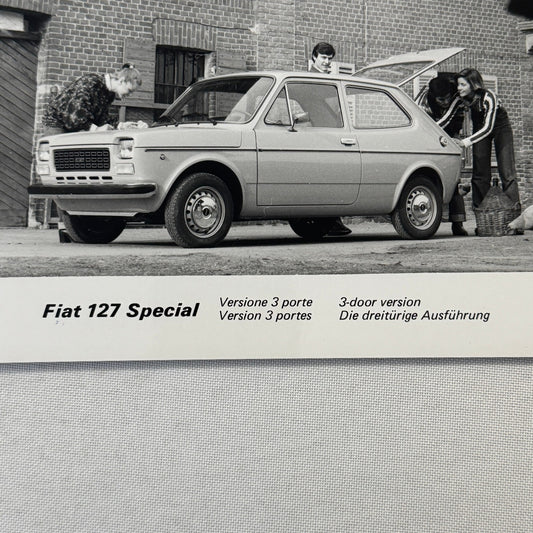 Fiat 127 Special
Versione 3 porte
Version 3 portes
3-door version
Die dreitürige Ausführung